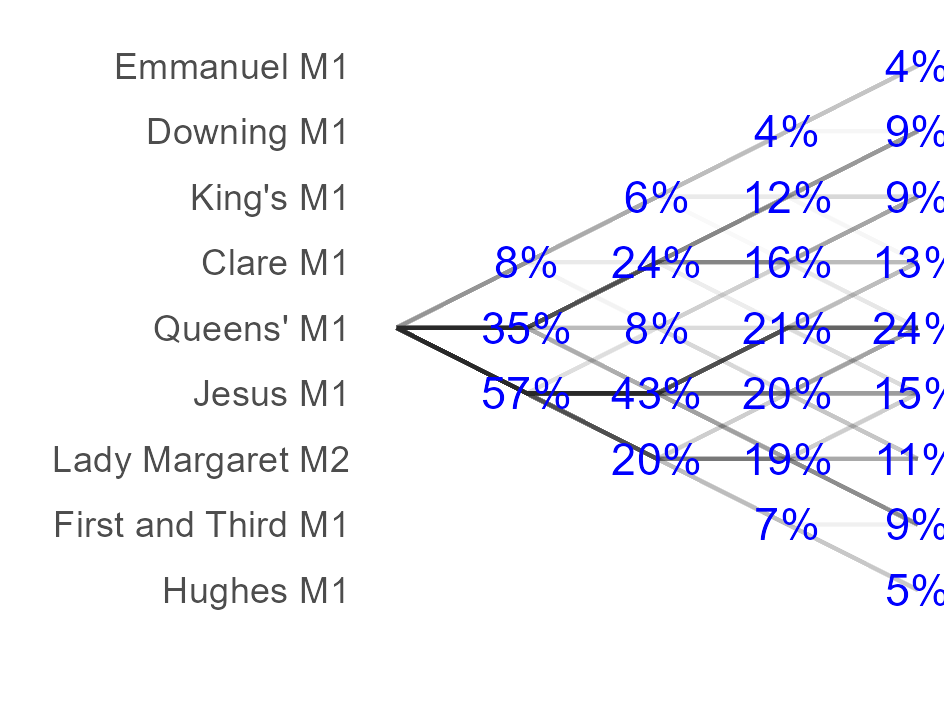 Emmanuel M1 4%
Downing M1 4% 9%
King's M1 6% 12% 9%
Clare M1 8% 24% 16% 13%
Queens' M1 35% 8% 21% 24%
Jesus M1 57% 43% 20% 15%
Lady Margaret M2 20% 19% 11%
First and Third M1 7% 9%
Hughes M1 5%